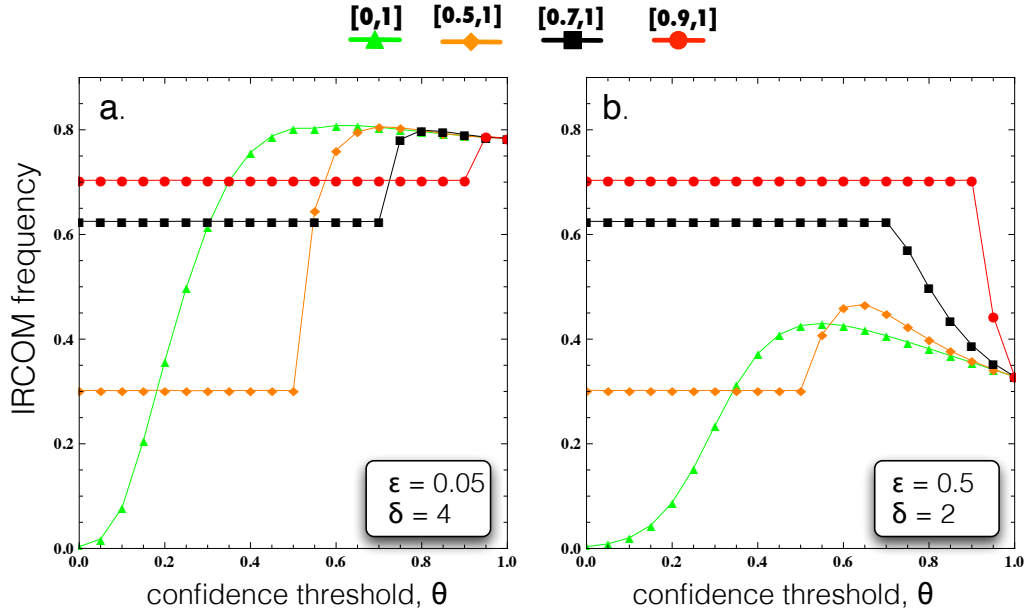 [0,1] [0.5,1] [0.7,1] [0.9,1]
a.
b.
IRCOM frequency
0.8
0.6
0.4
0.2
0.0
0.8
0.6
0.4
0.2
0.0
ε = 0.05
δ = 4
ε = 0.5
δ = 2
0.0 0.2 0.4 0.6 0.8 1.0
0.0 0.2 0.4 0.6 0.8 1.0
confidence threshold, θ
confidence threshold, θ